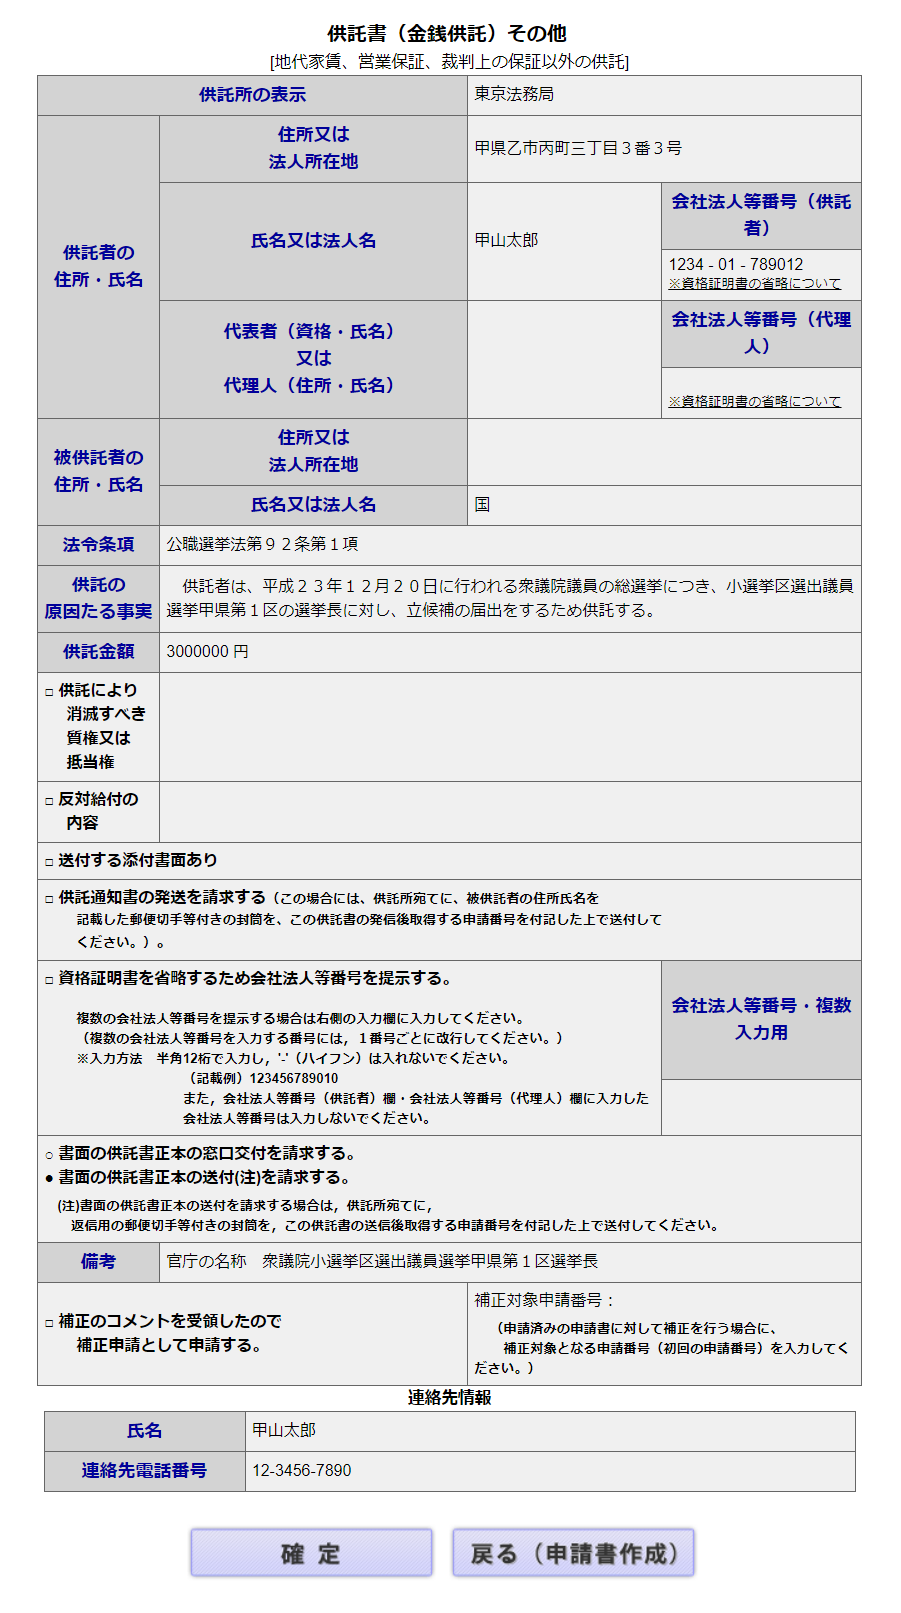 供託書（金銭供託）その他
[地代家賃、営業保証、裁判上の保証以外の供託]
供託所の表示
東京法務局
供託者の
住所・氏名
住所又は
法人所在地
甲県乙市丙町三丁目３番３号
氏名又は法人名
甲山太郎
会社法人等番号（供託
者）
1234 - 01 - 789012
※資格証明書の省略について
代表者（資格・氏名）
又は
代理人（住所・氏名）
会社法人等番号（代理
人）
※資格証明書の省略について
被供託者の
住所・氏名
住所又は
法人所在地
氏名又は法人名
国
法令条項
公職選挙法第９２条第１項
供託の
原因たる事実
　供託者は、平成２３年１２月２０日に行われる衆議院議員の総選挙につき、小選挙区選出議員
選挙甲県第１区の選挙長に対し、立候補の届出をするため供託する。
供託金額
3000000 円
□ 供託により
消滅すべき
質権又は
抵当権
□ 反対給付の
内容
□ 送付する添付書面あり
□ 供託通知書の発送を請求する（この場合には、供託所宛てに、被供託者の住所氏名を
記載した郵便切手等付きの封筒を、この供託書の発信後取得する申請番号を付記した上で送付して
ください。）。
□ 資格証明書を省略するため会社法人等番号を提示する。
複数の会社法人等番号を提示する場合は右側の入力欄に入力してください。
（複数の会社法人等番号を入力する番号には，１番号ごとに改行してください。）
※入力方法　半角12桁で入力し，'-'（ハイフン）は入れないでください。
（記載例）123456789010
また，会社法人等番号（供託者）欄・会社法人等番号（代理人）欄に入力した
会社法人等番号は入力しないでください。
会社法人等番号・複数
入力用
○ 書面の供託書正本の窓口交付を請求する。
● 書面の供託書正本の送付(注)を請求する。
(注)書面の供託書正本の送付を請求する場合は，供託所宛てに，
返信用の郵便切手等付きの封筒を，この供託書の送信後取得する申請番号を付記した上で送付してください。
備考
官庁の名称　衆議院小選挙区選出議員選挙甲県第１区選挙長
□ 補正のコメントを受領したので
補正申請として申請する。
補正対象申請番号：
（申請済みの申請書に対して補正を行う場合に、
補正対象となる申請番号（初回の申請番号）を入力してく
ださい。）
連絡先情報
氏名
甲山太郎
連絡先電話番号
12-3456-7890
確 定
戻る（申請書作成）